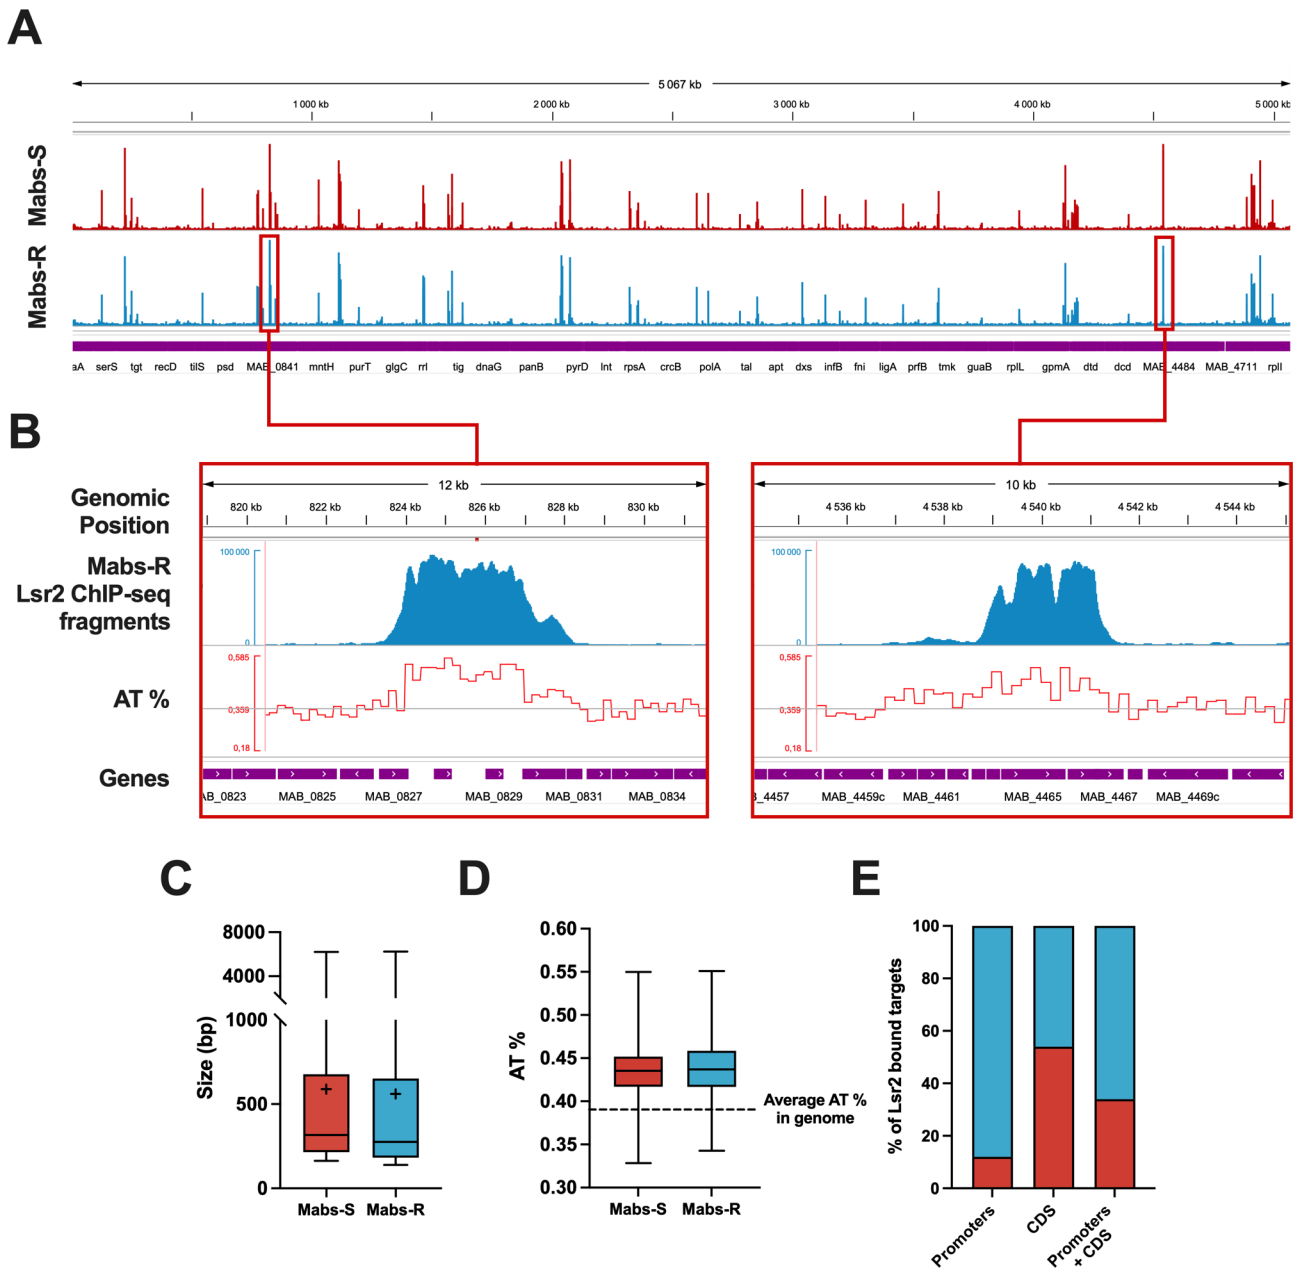 A
5 067 kb
1 000 kb 2 000 kb 3 000 kb 4 000 kb 5 000 kb
Mabs-S
Mabs-R
aA serS tgt recD tilS psd MAB_0841 mntH purT glgC rrl tig dnaG panB pyrD lnt rpsA crcB polA tal apt dxs infB fni ligA prfB tmk guaB rplL gpmA dtd dcd MAB_4484 MAB_4711 rplI
B
Genomic
Position
12 kb
820 kb 822 kb 824 kb 826 kb 828 kb 830 kb
10 kb
4 536 kb 4 538 kb 4 540 kb 4 542 kb 4 544 kb
Mabs-R
Lsr2 ChIP-seq
fragments
100 000
0
100 000
0
AT %
0,585
0,359
0,18
0,585
0,359
0,18
Genes
AB_0823 MAB_0825 MAB_0827 MAB_0829 MAB_0831 MAB_0834
3_4457 MAB_4459c MAB_4461 MAB_4465 MAB_4467 MAB_4469c
C
Size (bp)
8000
4000
1000
500
0
Mabs-S Mabs-R
D
AT %
0.60
0.55
0.50
0.45
0.40
0.35
0.30
Average AT %
in genome
Mabs-S Mabs-R
E
% of Lsr2 bound targets
100
80
60
40
20
0
Promoters
CDS
Promoters
+ CDS